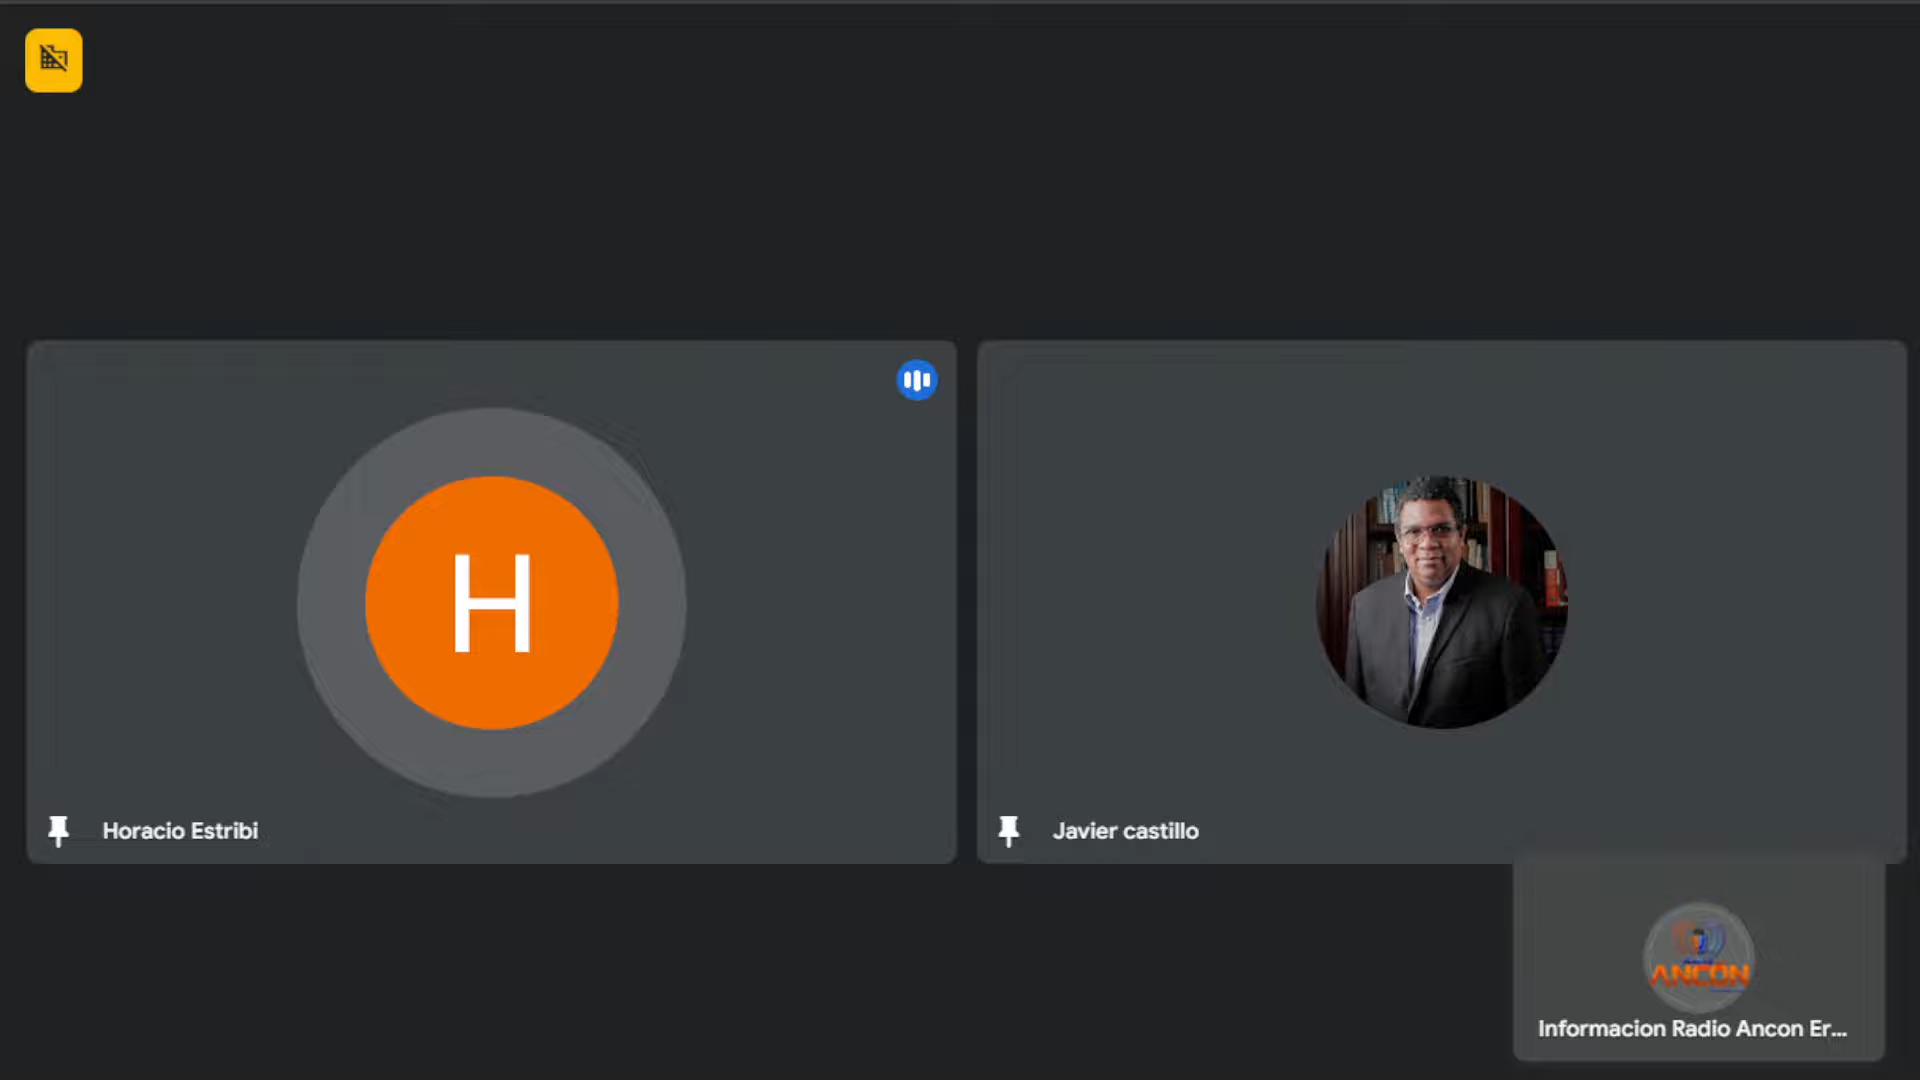 H
Horacio Estribi
Javier castillo
ANCON
Informacion Radio Ancon Er...